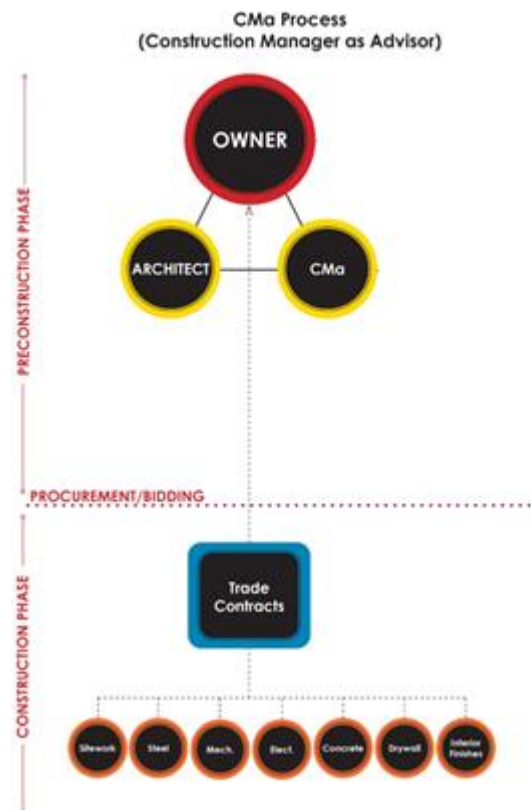 CMa Process
(Construction Manager as Advisor)
OWNER
ARCHITECT
CMa
PRECONSTRUCTION PHASE
PROCUREMENT/BIDDING
Trade
Contracts
CONSTRUCTION PHASE
Sitework
Steel
Mech.
Elect.
Concrete
Drywall
Interior
Finishes